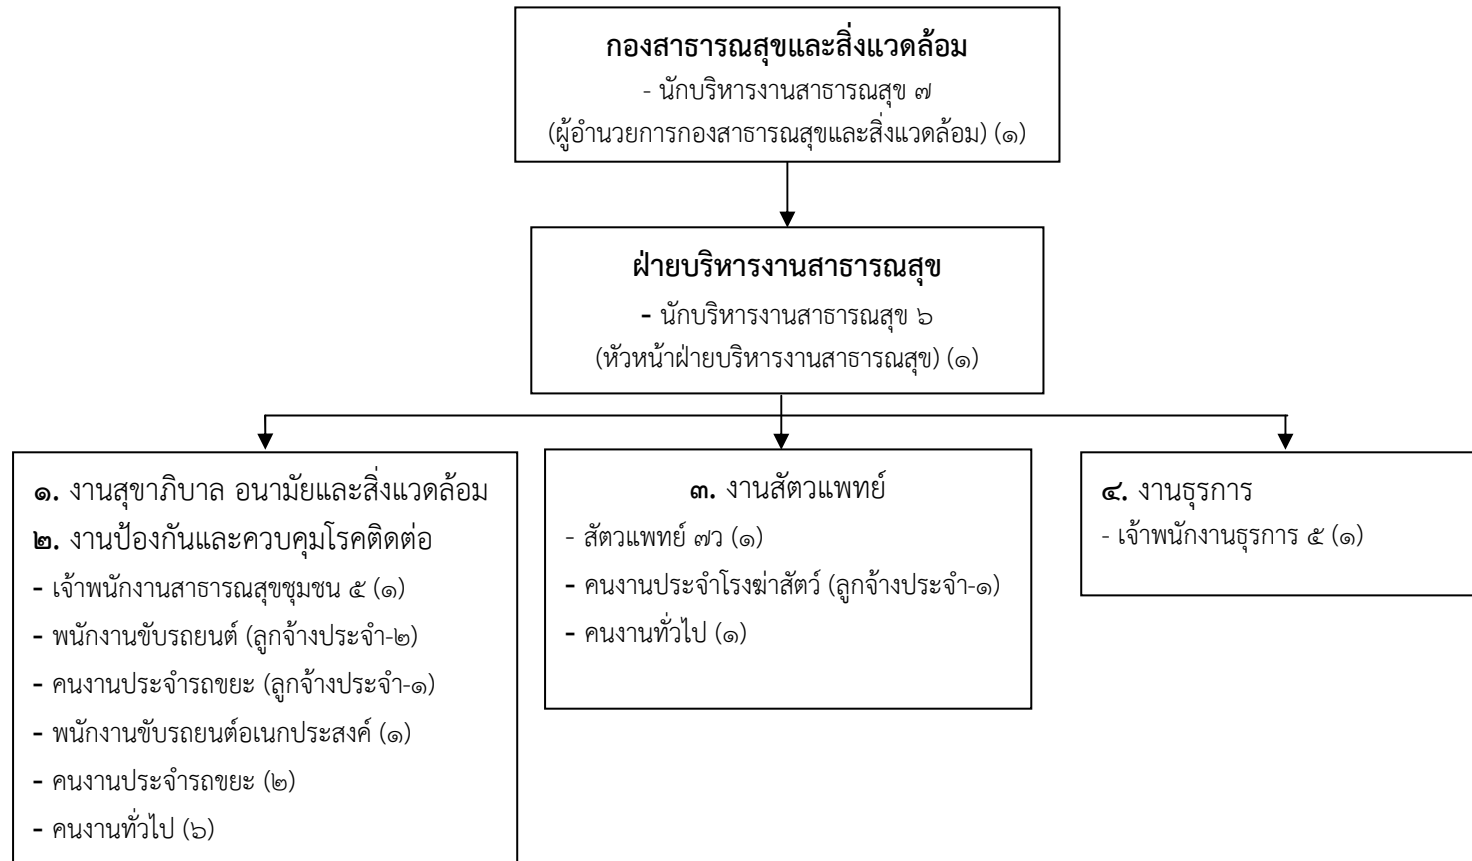 กองสาธารณสุขและสิ่งแวดล้อม
- นักบริหารงานสาธารณสุข ๗
(ผู้อำนวยการกองสาธารณสุขและสิ่งแวดล้อม) (๑)
ฝ่ายบริหารงานสาธารณสุข
- นักบริหารงานสาธารณสุข ๖
(หัวหน้าฝ่ายบริหารงานสาธารณสุข) (๑)
๑. งานสุขาภิบาล อนามัยและสิ่งแวดล้อม
๒. งานป้องกันและควบคุมโรคติดต่อ
- เจ้าพนักงานสาธารณสุขชุมชน ๕ (๑)
- พนักงานขับรถยนต์ (ลูกจ้างประจำ-๒)
- คนงานประจำรถขยะ (ลูกจ้างประจำ-๑)
- พนักงานขับรถยนต์อเนกประสงค์ (๑)
- คนงานประจำรถขยะ (๒)
- คนงานทั่วไป (๖)
๓. งานสัตวแพทย์
- สัตวแพทย์ ๗ว (๑)
- คนงานประจำโรงฆ่าสัตว์ (ลูกจ้างประจำ-๑)
- คนงานทั่วไป (๑)
๔. งานธุรการ
- เจ้าพนักงานธุรการ ๕ (๑)